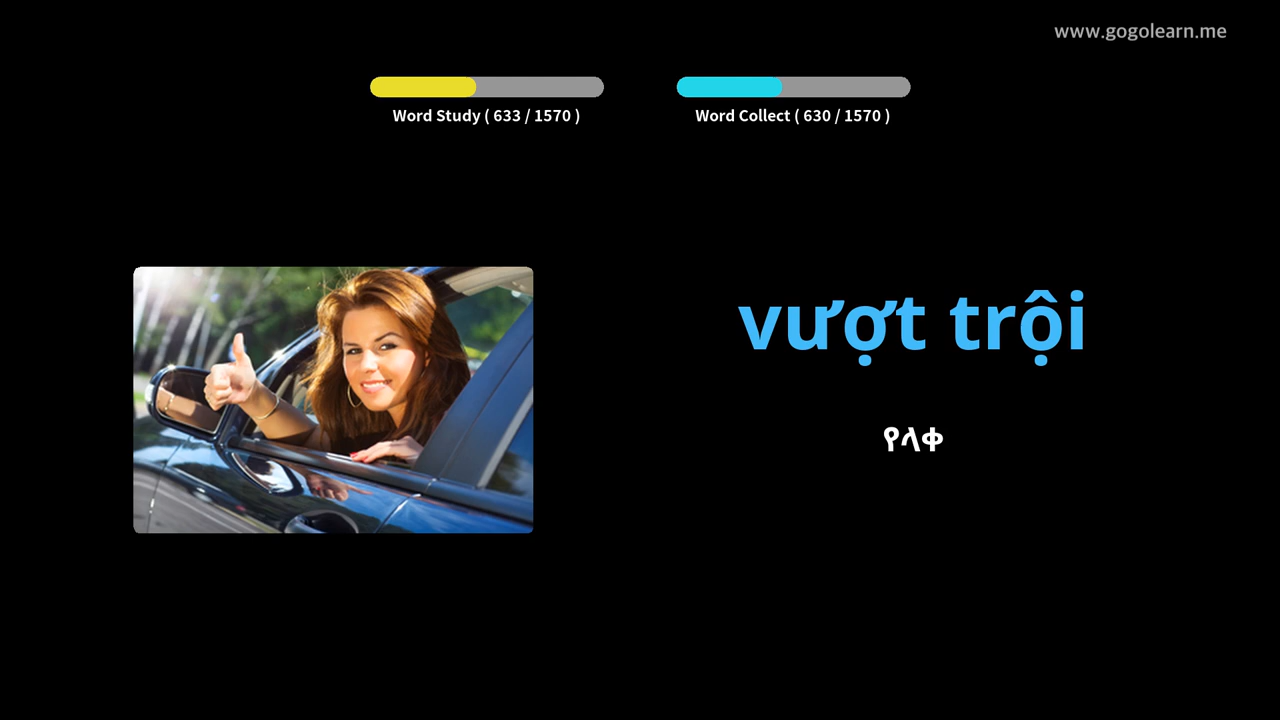 www.gogolearn.me
Word Study ( 633 / 1570 )
Word Collect ( 630 / 1570 )
vượt trội
የላቀ